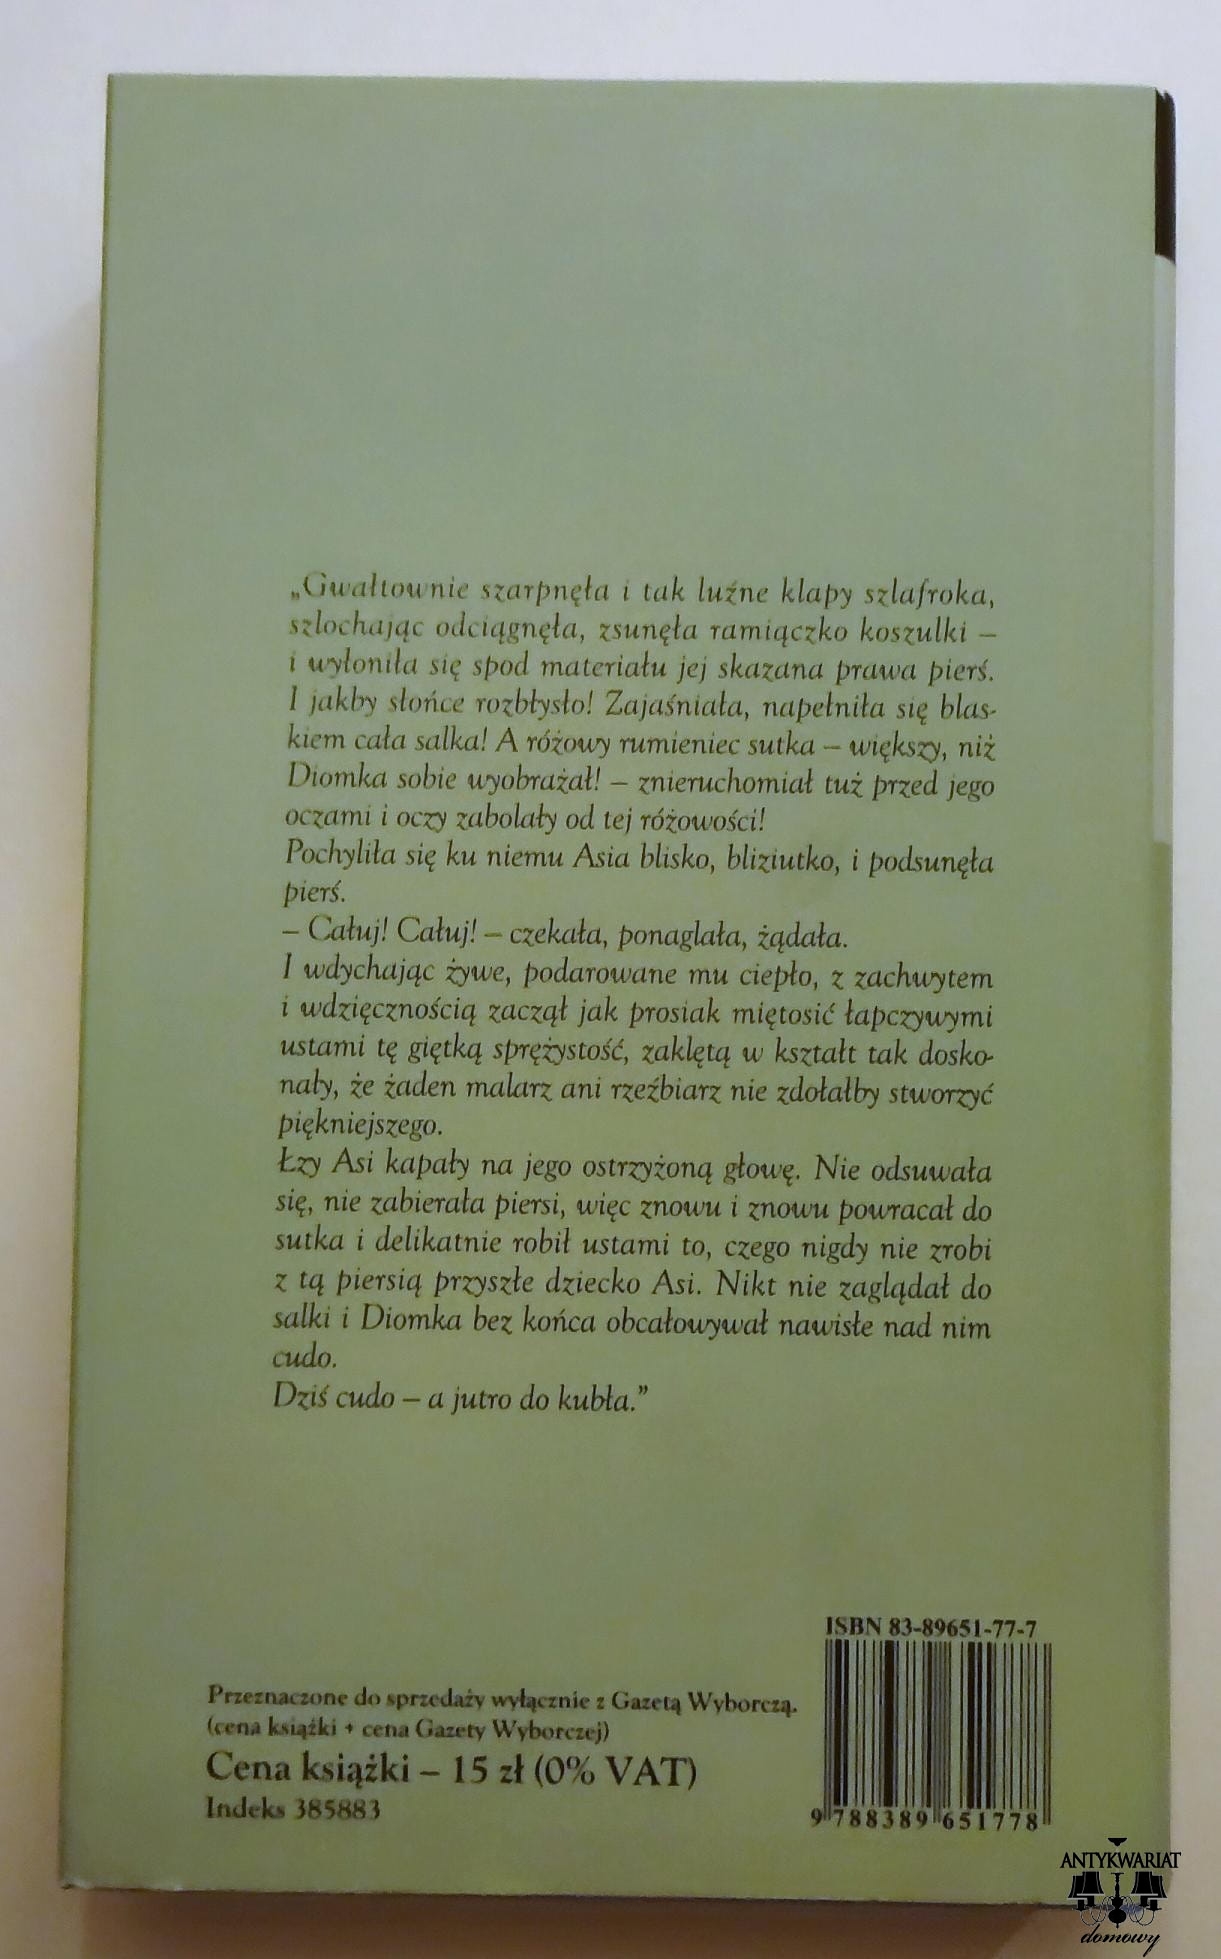 „Gwałtownie szarpnęła i tak luźne klapy szlafroka,
szlochając odciągnęła, zsunęła ramiączko koszulki –
i wyłoniła się spod materiału jej skazana prawa pierś.
I jakby słońce rozbłysło! Zajaśniała, napełniła się blas-
kiem cała salka! A różowy rumieniec sutka – większy, niż
Diomka sobie wyobrażał! – znieruchomiał tuż przed jego
oczami i oczy zabolały od tej różowości!
Pochyliła się ku niemu Asia blisko, bliziutko, i podsunęła
pierś.
– Całuj! Całuj! – czekała, ponaglała, żądała.
I wdychając żywe, podarowane mu ciepło, z zachwytem
i wdzięcznością zaczął jak prosiak miętosić łapczywymi
ustami tę giętką sprężystość, zaklętą w kształt tak dosko-
nały, że żaden malarz ani rzeźbiarz nie zdołałby stworzyć
piękniejszego.
Łzy Asi kapały na jego ostrzyżoną głowę. Nie odsuwała
się, nie zabierała piersi, więc znowu i znowu powracał do
sutka i delikatnie robił ustami to, czego nigdy nie zrobi
z tą piersią przyszłe dziecko Asi. Nikt nie zaglądał do
salki i Diomka bez końca obcałowywał nawisłe nad nim
cudo.
Dziś cudo – a jutro do kubła.”
ISBN 83-89651-77-7
Przeznaczone do sprzedaży wyłącznie z Gazetą Wyborczą.
(cena książki + cena Gazety Wyborczej)
Cena książki – 15 zł (0% VAT)
Indeks 385883
9 788389 651778
ANTYKWARIAT
domowy